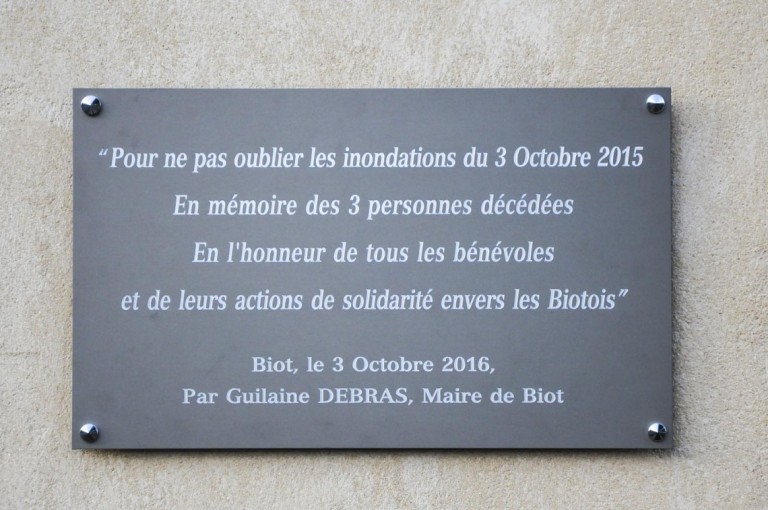 “Pour ne pas oublier les inondations du 3 Octobre 2015
En mémoire des 3 personnes décédées
En l'honneur de tous les bénévoles
et de leurs actions de solidarité envers les Biotois”
Biot, le 3 Octobre 2016,
Par Guilaine DEBRAS, Maire de Biot